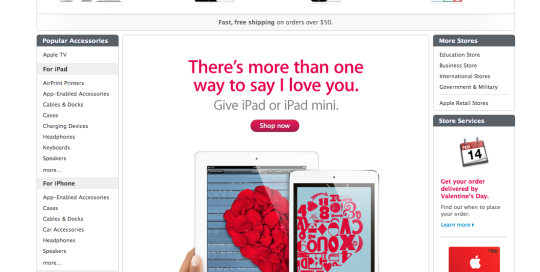 Fast, free shipping on orders over $50.
Popular Accessories
Apple TV
For iPad
AirPrint Printers
App-Enabled Accessories
Cables & Docks
Cases
Charging Devices
Headphones
Keyboards
Speakers
more...
For iPhone
App-Enabled Accessories
Cases
Cables & Docks
Car Accessories
Headphones
Speakers
more...
There's more than one
way to say I love you.
Give iPad or iPad mini.
Shop now
More Stores
Education Store
Business Store
International Stores
Government & Military
Apple Retail Stores
Store Services
FEB
14
Get your order
delivered by
Valentine's Day.
Find out when to place
your order.
Learn more ▸